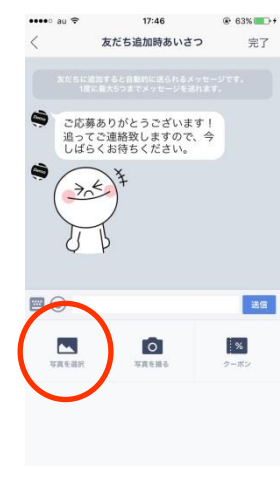 au 17:46 63%
友だち追加時あいさつ 完了
友だちに追加すると自動的に送られるメッセージです。
1度に最大5つまでメッセージを送れます。
ご応募ありがとうございます！
追ってご連絡致しますので、今
しばらくお待ちください。
送信
写真を選択 写真を撮る クーポン